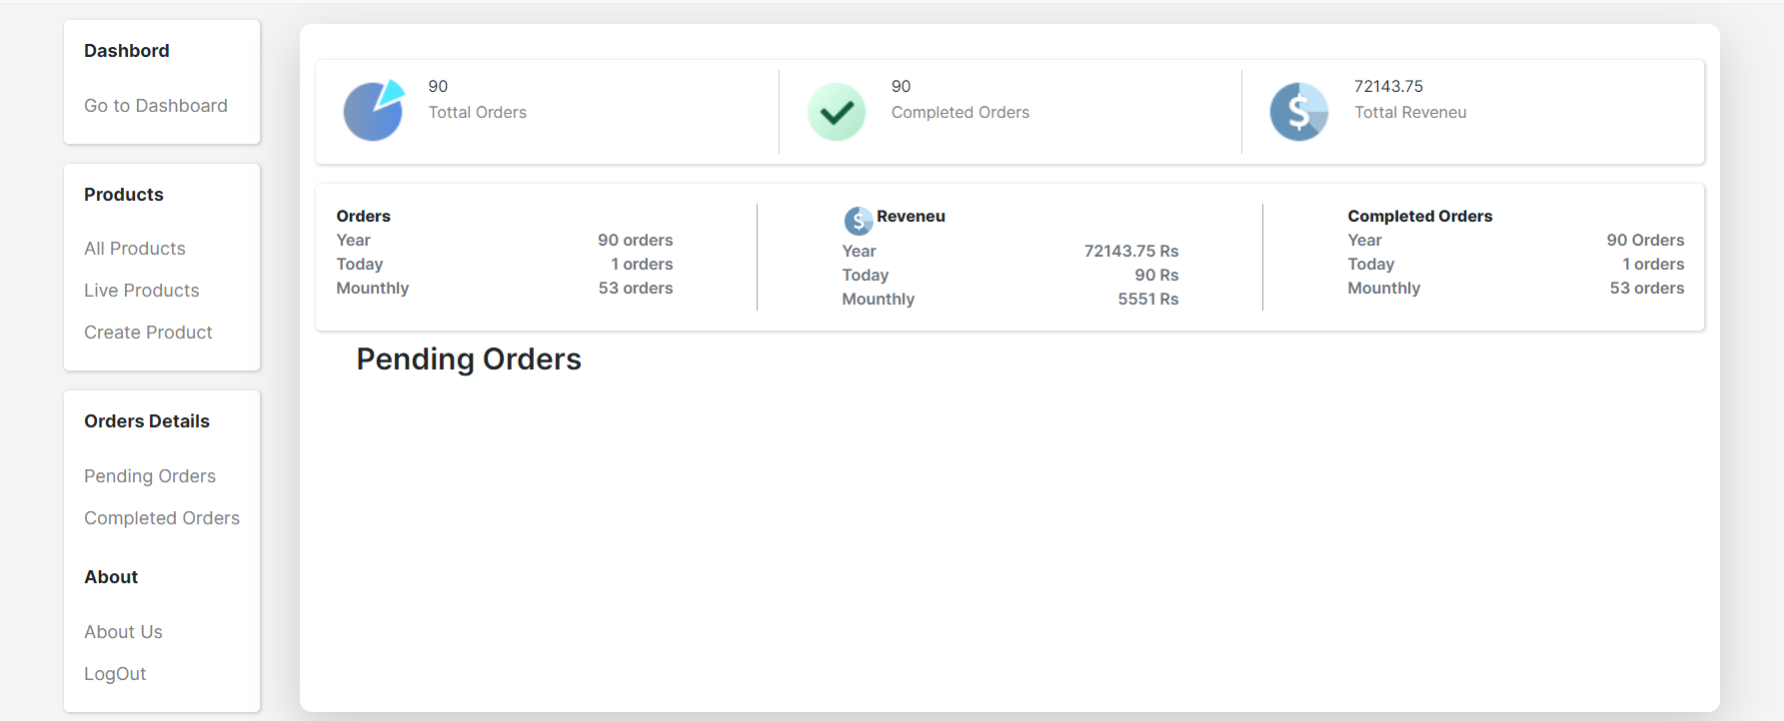 Dashbord
Go to Dashboard
Products
All Products
Live Products
Create Product
Orders Details
Pending Orders
Completed Orders
About
About Us
LogOut
90
Tottal Orders
90
Completed Orders
72143.75
Tottal Reveneu
Orders
Year 90 orders
Today 1 orders
Mounthly 53 orders
Reveneu
Year 72143.75 Rs
Today 90 Rs
Mounthly 5551 Rs
Completed Orders
Year 90 Orders
Today 1 orders
Mounthly 53 orders
Pending Orders